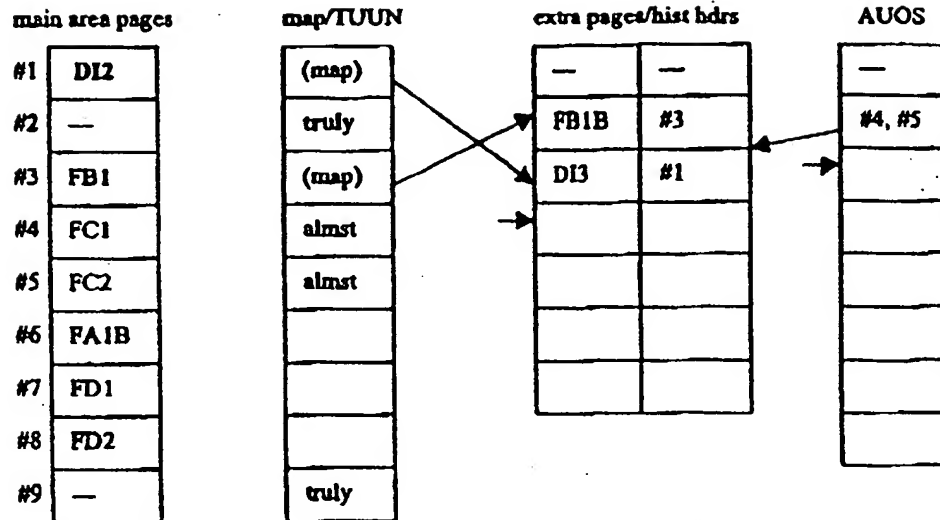 main area pages map/TUUN extra pages/hist hdrs AUOS
#1 DI2 (map) — — —
#2 — truly FB1B #3 #4, #5
#3 FB1 (map) DI3 #1
#4 FC1 almst
#5 FC2 almst
#6 FA1B
#7 FD1
#8 FD2
#9 — truly